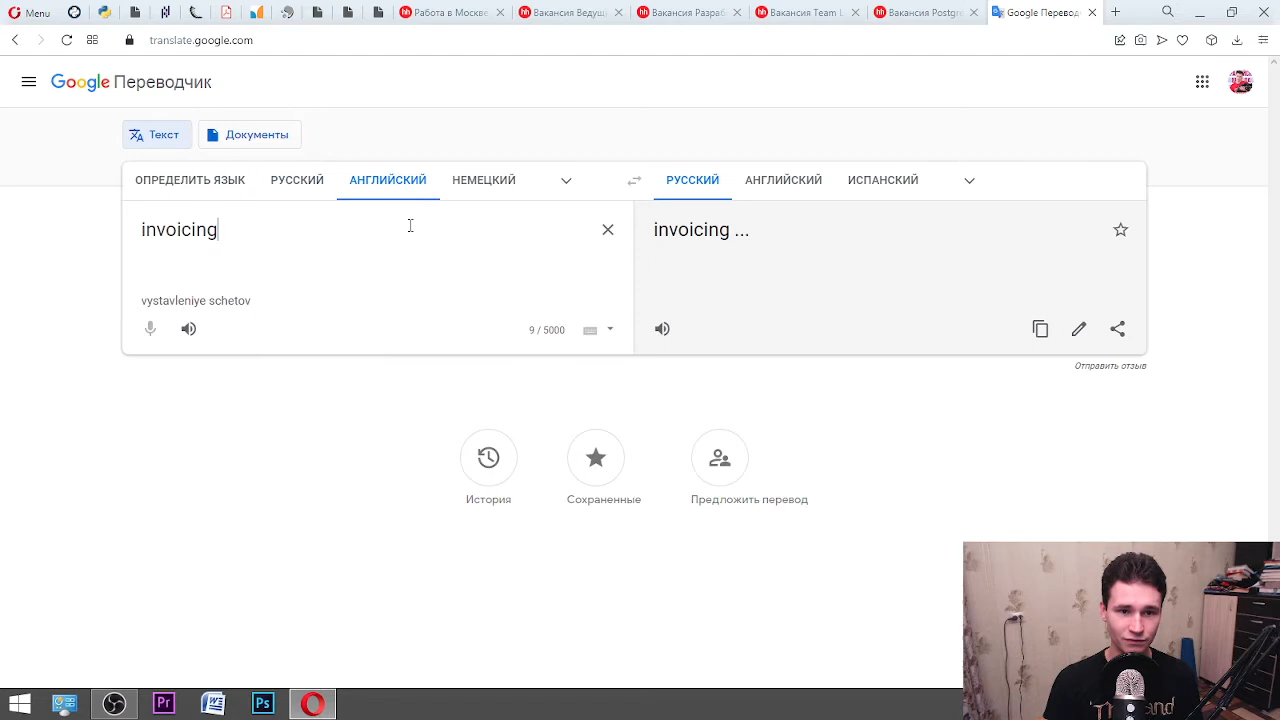 Menu
Работа в Москве
Вакансия Ведущ
Вакансия Разраб
Вакансия Team L
Вакансия Postgre
Google Перевод
translate.google.com
Google Переводчик
Текст
Документы
ОПРЕДЕЛИТЬ ЯЗЫК РУССКИЙ АНГЛИЙСКИЙ НЕМЕЦКИЙ
РУССКИЙ АНГЛИЙСКИЙ ИСПАНСКИЙ
invoicing
invoicing ...
vystavleniye schetov
9 / 5000
Отправить отзыв
История
Сохраненные
Предложить перевод
Pr
Ps